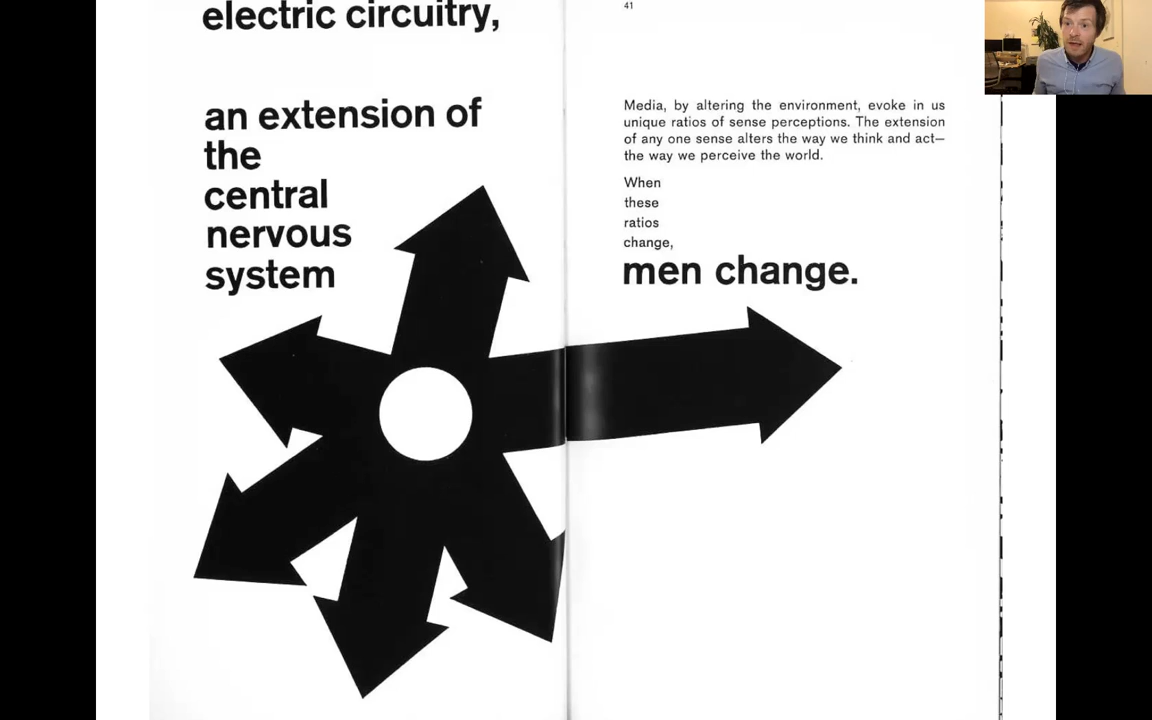 electric circuitry,
an extension of
the
central
nervous
system
41
Media, by altering the environment, evoke in us
unique ratios of sense perceptions. The extension
of any one sense alters the way we think and act—
the way we perceive the world.
When
these
ratios
change,
men change.